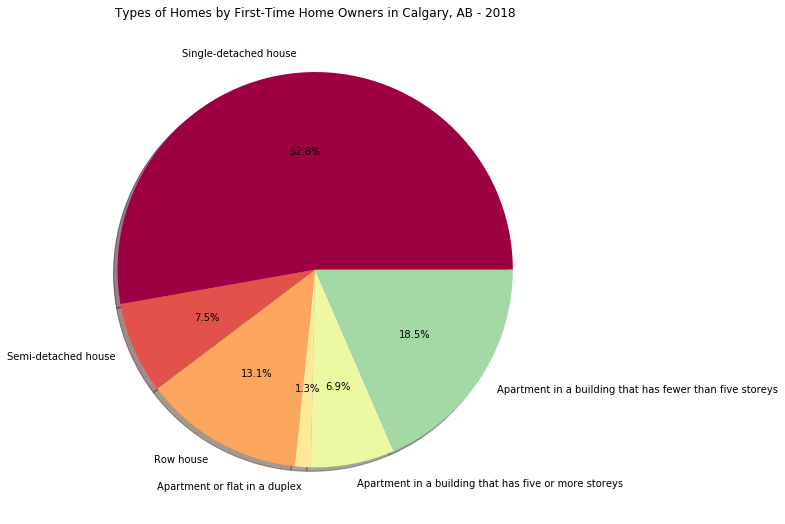 Types of Homes by First-Time Home Owners in Calgary, AB - 2018
Single-detached house
52.8%
7.5%
Semi-detached house
13.1%
Row house
1.3%
Apartment or flat in a duplex
6.9%
Apartment in a building that has five or more storeys
18.5%
Apartment in a building that has fewer than five storeys